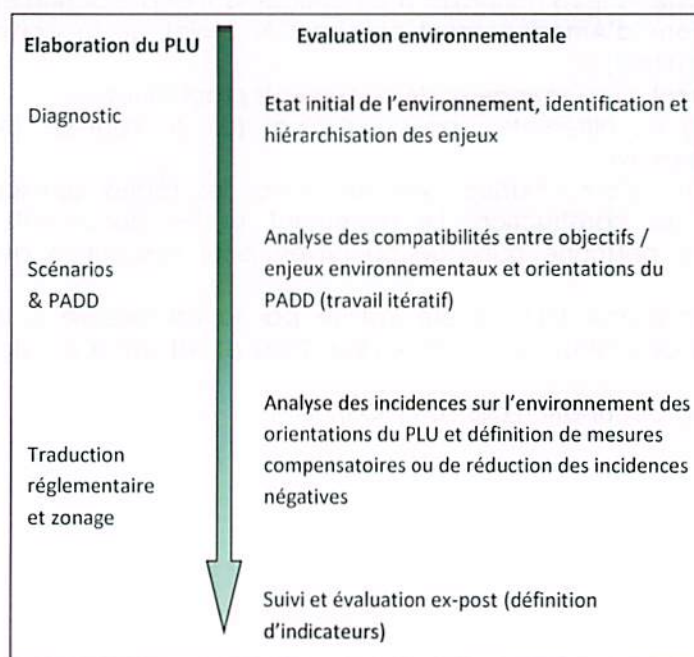 Elaboration du PLU
Evaluation environnementale
Diagnostic
Etat initial de l'environnement, identification et
hiérarchisation des enjeux
Scénarios
& PADD
Analyse des compatibilités entre objectifs /
enjeux environnementaux et orientations du
PADD (travail itératif)
Traduction
réglementaire
et zonage
Analyse des incidences sur l'environnement des
orientations du PLU et définition de mesures
compensatoires ou de réduction des incidences
négatives
Suivi et évaluation ex-post (définition
d'indicateurs)